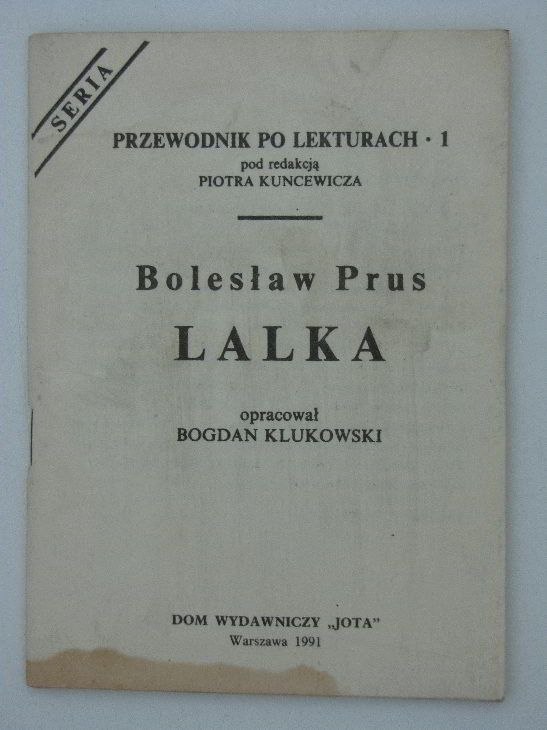 SERIA
PRZEWODNIK PO LEKTURACH · 1
pod redakcją
PIOTRA KUNCEWICZA
Bolesław Prus
LALKA
opracował
BOGDAN KLUKOWSKI
DOM WYDAWNICZY „JOTA”
Warszawa 1991